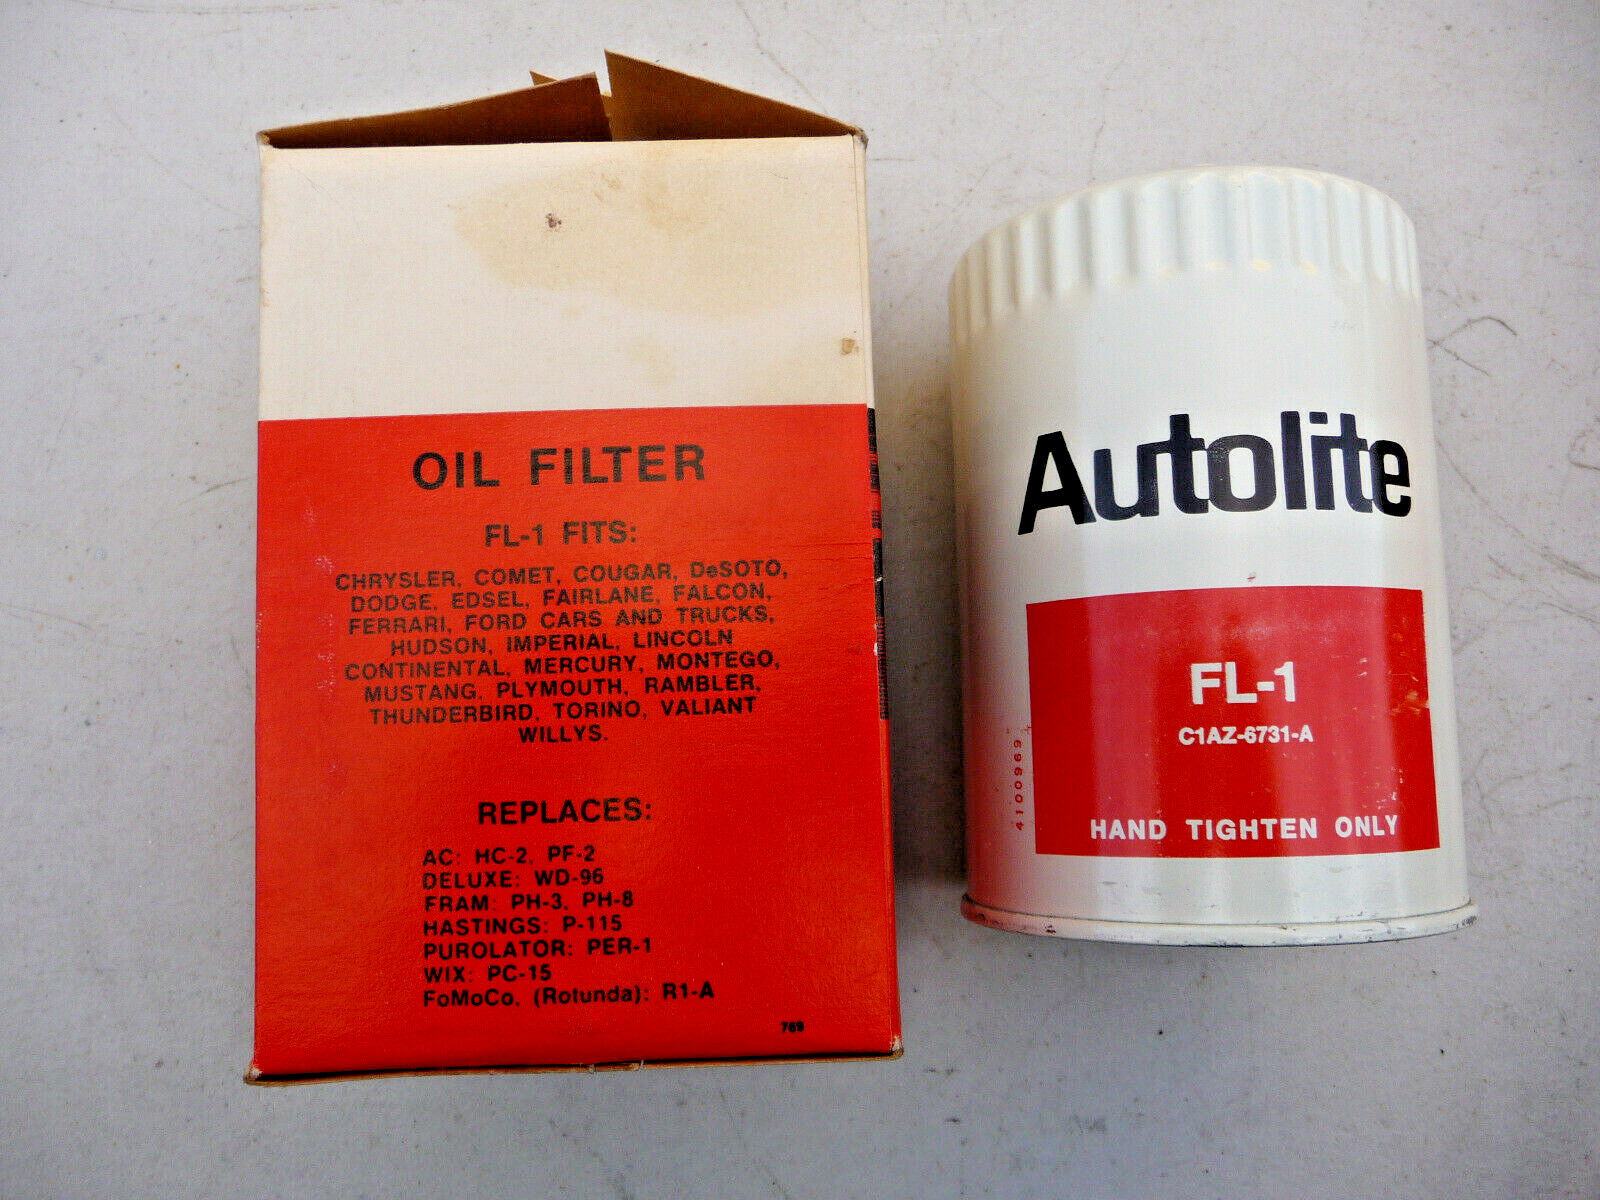 OIL FILTER
FL-1 FITS:
CHRYSLER, COMET, COUGAR, DeSOTO,
DODGE, EDSEL, FAIRLANE, FALCON,
FERRARI, FORD CARS AND TRUCKS,
HUDSON, IMPERIAL, LINCOLN
CONTINENTAL, MERCURY, MONTEGO,
MUSTANG, PLYMOUTH, RAMBLER,
THUNDERBIRD, TORINO, VALIANT
WILLYS.
REPLACES:
AC: HC-2, PF-2
DELUXE: WD-96
FRAM: PH-3, PH-8
HASTINGS: P-115
PUROLATOR: PER-1
WIX: PC-15
FoMoCo. (Rotunda): R1-A
769
Autolite
FL-1
C1AZ-6731-A
HAND TIGHTEN ONLY
4100969